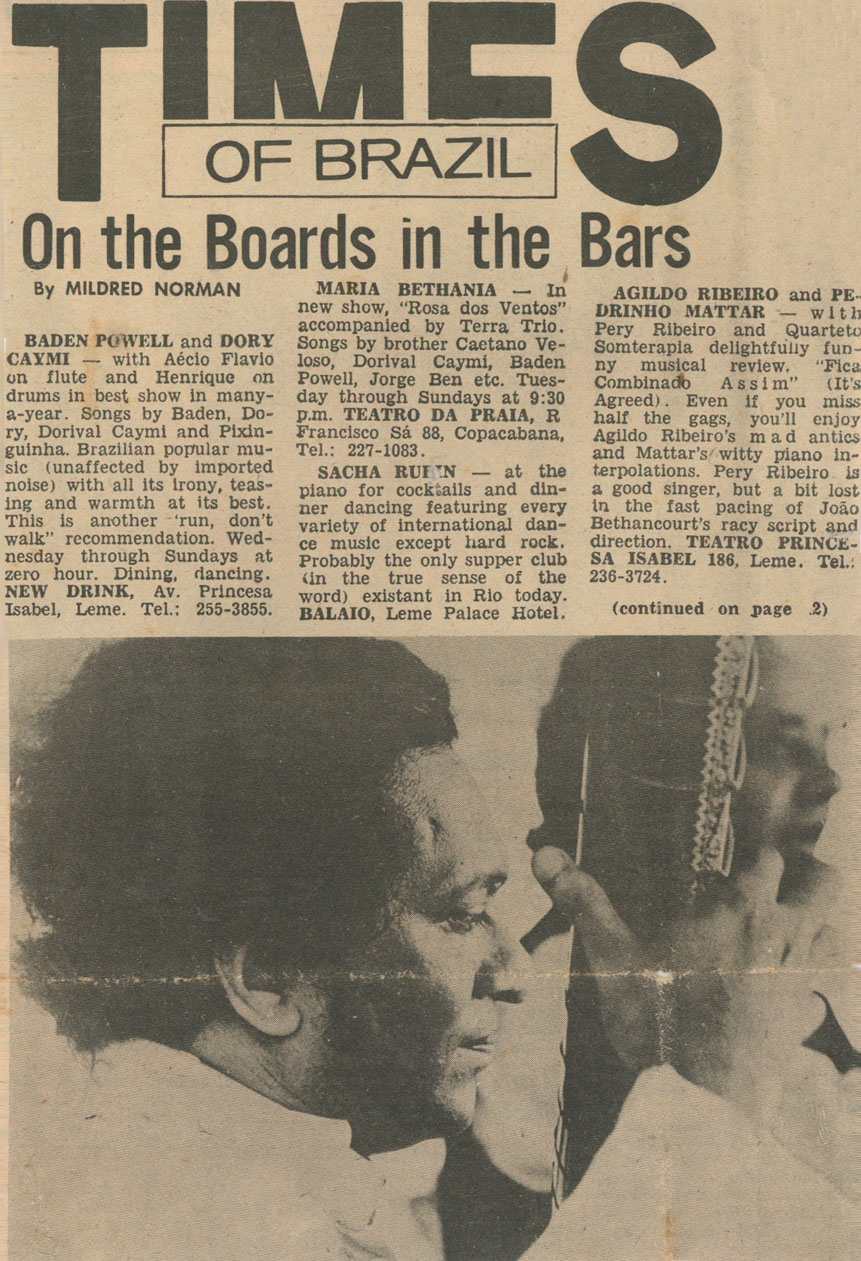 TIMES
OF BRAZIL
On the Boards in the Bars
By MILDRED NORMAN
BADEN POWELL and DORY
CAYMI — with Aécio Flavio
on flute and Henrique on
drums in best show in many-
a-year. Songs by Baden, Do-
ry, Dorival Caymi and Pixin-
guinha. Brazilian popular mu-
sic (unaffected by imported
noise) with all its irony, teas-
ing and warmth at its best.
This is another "run, don't
walk" recommendation. Wed-
nesday through Sundays at
zero hour. Dining, dancing.
NEW DRINK, Av. Princesa
Isabel, Leme. Tel.: 255-3855.
MARIA BETHANIA — In
new show, "Rosa dos Ventos"
accompanied by Terra Trio.
Songs by brother Caetano Ve-
loso, Dorival Caymi, Baden
Powell, Jorge Ben etc. Tues-
day through Sundays at 9:30
p.m. TEATRO DA PRAIA, R
Francisco Sá 88, Copacabana,
Tel.: 227-1083.
SACHA RUBIN — at the
piano for cocktails and din-
ner dancing featuring every
variety of international dan-
ce music except hard rock.
Probably the only supper club
(in the true sense of the
word) existant in Rio today.
BALAIO, Leme Palace Hotel.
AGILDO RIBEIRO and PE-
DRINHO MATTAR — with
Pery Ribeiro and Quarteto
Somterapia delightfully fun-
ny musical review. "Fica
Combinado Assim" (It's
Agreed). Even if you miss
half the gags, you'll enjoy
Agildo Ribeiro's mad antics
and Mattar's witty piano in-
terpolations. Pery Ribeiro is
a good singer, but a bit lost
in the fast pacing of João
Bethancourt's racy script and
direction. TEATRO PRINCE-
SA ISABEL 186, Leme. Tel.:
236-3724.
(continued on page 2)